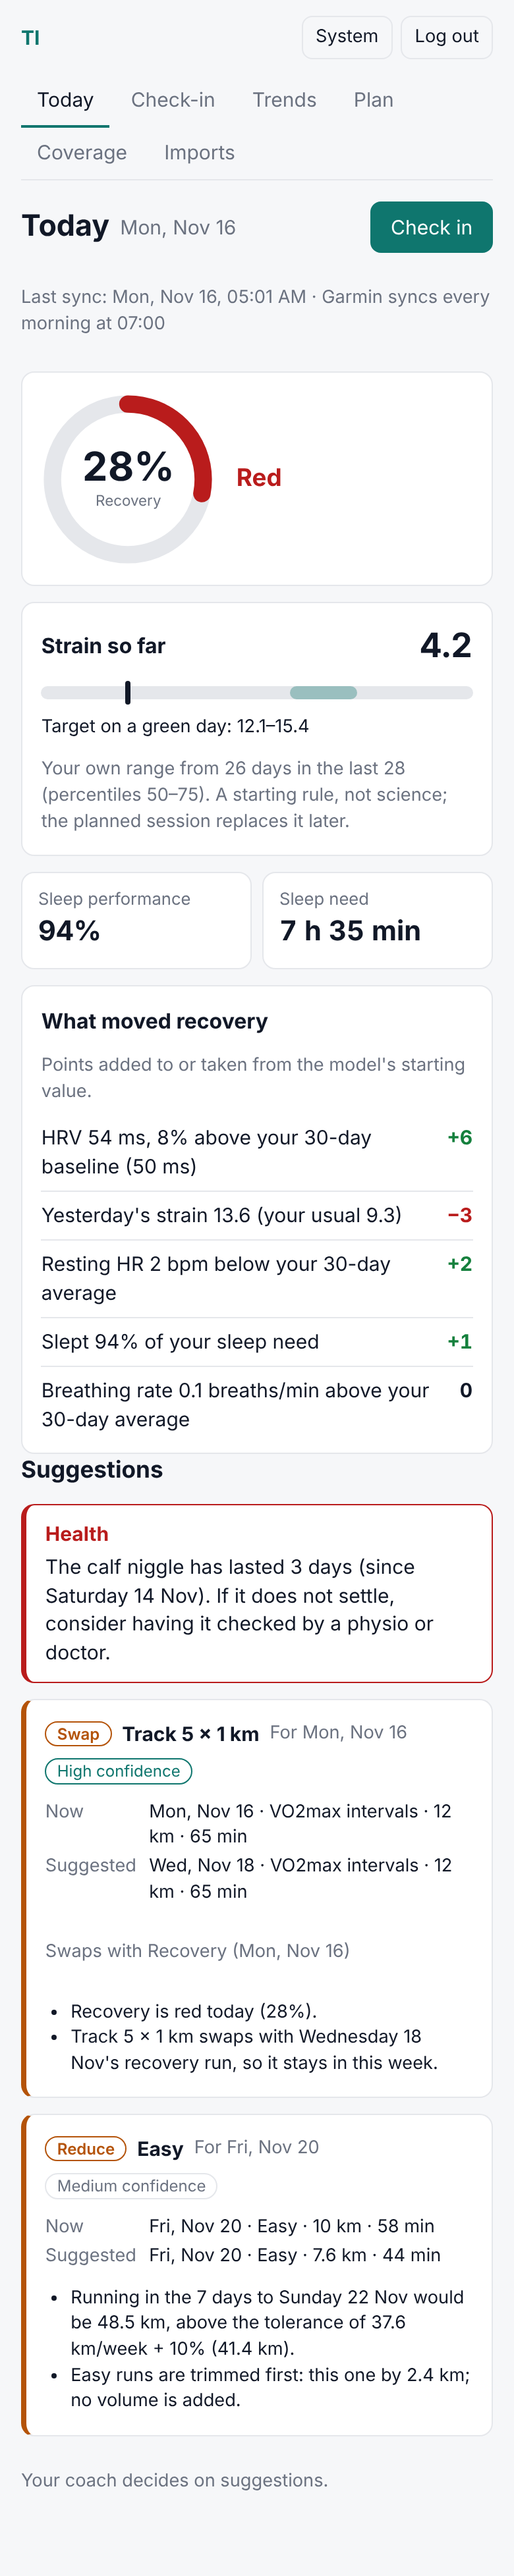 TI
System
Log out
Today
Check-in
Trends
Plan
Coverage
Imports
Today Mon, Nov 16
Check in
Last sync: Mon, Nov 16, 05:01 AM · Garmin syncs every
morning at 07:00
28%
Recovery
Red
Strain so far
4.2
Target on a green day: 12.1–15.4
Your own range from 26 days in the last 28
(percentiles 50–75). A starting rule, not science;
the planned session replaces it later.
Sleep performance
94%
Sleep need
7 h 35 min
What moved recovery
Points added to or taken from the model's starting
value.
HRV 54 ms, 8% above your 30-day +6
baseline (50 ms)
Yesterday's strain 13.6 (your usual 9.3) −3
Resting HR 2 bpm below your 30-day +2
average
Slept 94% of your sleep need +1
Breathing rate 0.1 breaths/min above your 0
30-day average
Suggestions
Health
The calf niggle has lasted 3 days (since
Saturday 14 Nov). If it does not settle,
consider having it checked by a physio or
doctor.
Swap Track 5 × 1 km For Mon, Nov 16
High confidence
Now Mon, Nov 16 · VO2max intervals · 12
km · 65 min
Suggested Wed, Nov 18 · VO2max intervals · 12
km · 65 min
Swaps with Recovery (Mon, Nov 16)
• Recovery is red today (28%).
• Track 5 × 1 km swaps with Wednesday 18
Nov's recovery run, so it stays in this week.
Reduce Easy For Fri, Nov 20
Medium confidence
Now Fri, Nov 20 · Easy · 10 km · 58 min
Suggested Fri, Nov 20 · Easy · 7.6 km · 44 min
• Running in the 7 days to Sunday 22 Nov would
be 48.5 km, above the tolerance of 37.6
km/week + 10% (41.4 km).
• Easy runs are trimmed first: this one by 2.4 km;
no volume is added.
Your coach decides on suggestions.